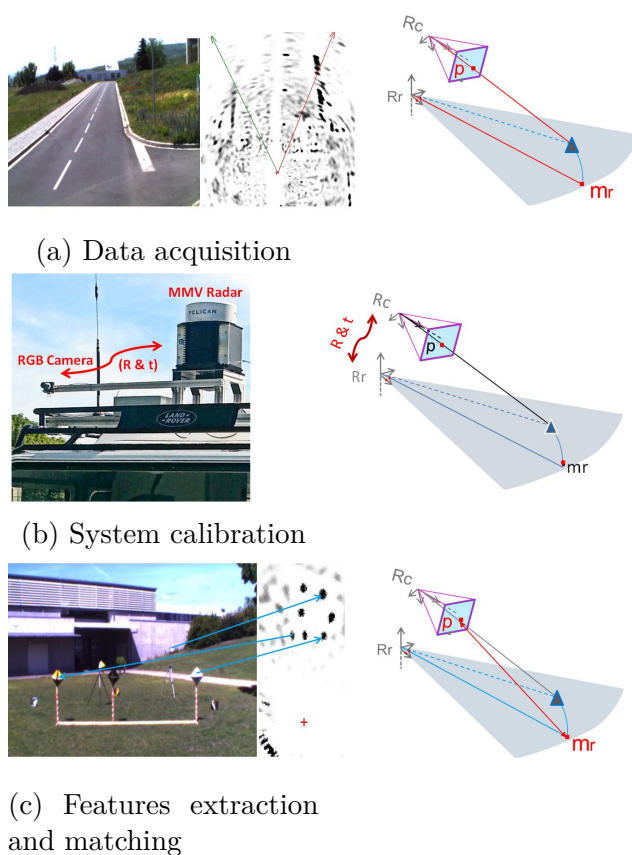 Rc
p
Rr
mr
(a) Data acquisition
MMV Radar
PELICAN
RGB Camera
(R & t)
LAND
ROVER
R & t
Rc
p
Rr
mr
(b) System calibration
Rc
p
Rr
mr
(c) Features extraction
and matching